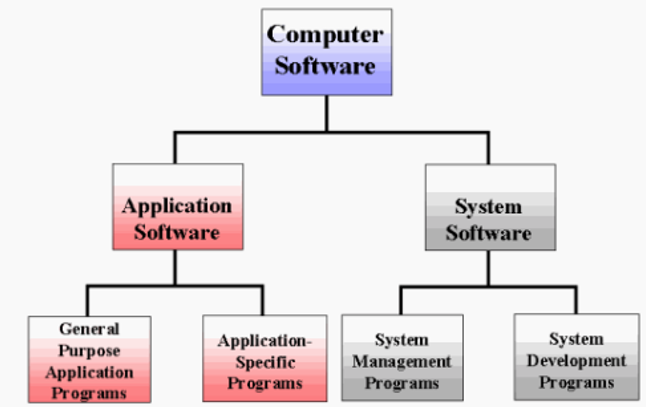 Computer
Software
Application
Software
System
Software
General
Purpose
Application
Programs
Application-
Specific
Programs
System
Management
Programs
System
Development
Programs